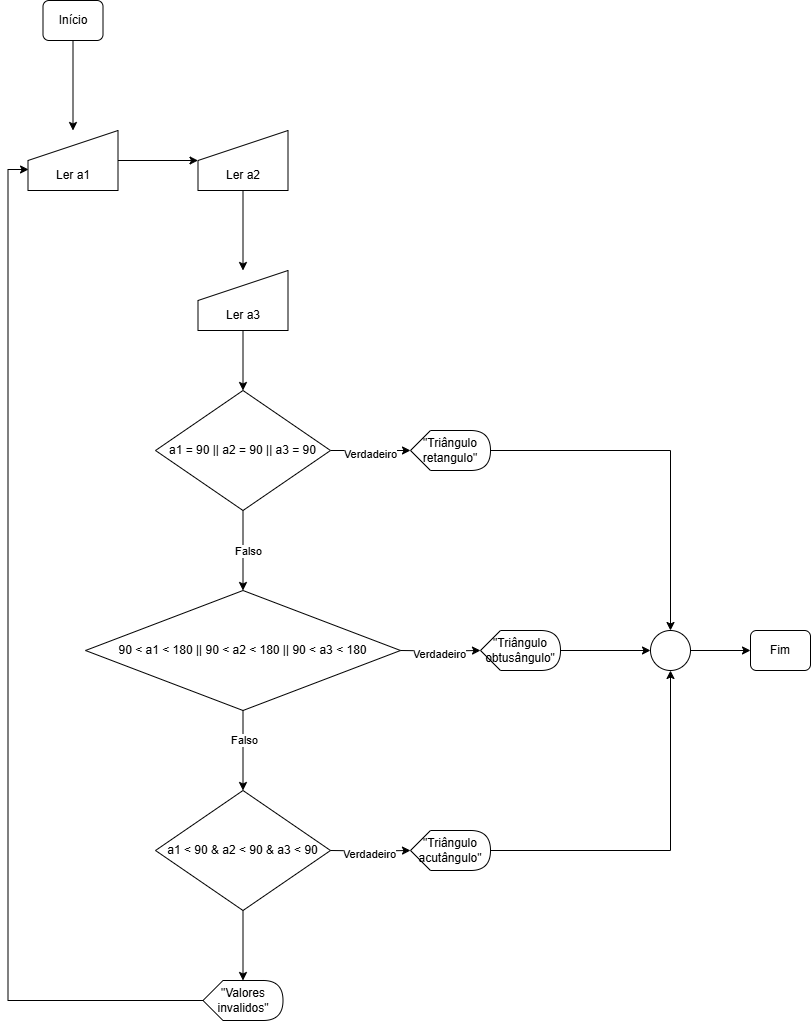 Início
Ler a1
Ler a2
Ler a3
a1 = 90 || a2 = 90 || a3 = 90
Verdadeiro
"Triângulo
retangulo"
Falso
90 < a1 < 180 || 90 < a2 < 180 || 90 < a3 < 180
Verdadeiro
"Triângulo
obtusângulo"
Fim
Falso
a1 < 90 & a2 < 90 & a3 < 90
Verdadeiro
"Triângulo
acutângulo"
"Valores
invalidos"